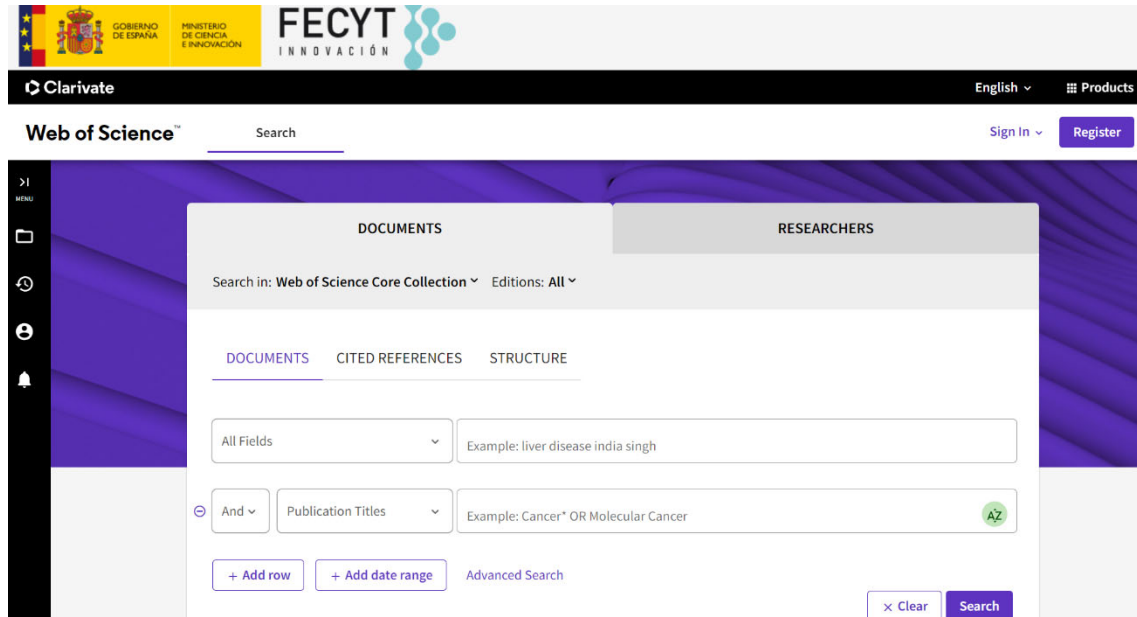 GOBIERNO
DE ESPAÑA
MINISTERIO
DE CIENCIA
E INNOVACIÓN
FECYT
INNOVACIÓN
Clarivate
English
Products
Web of Science™
Search
Sign In
Register
MENU
DOCUMENTS
RESEARCHERS
Search in: Web of Science Core Collection Editions: All
DOCUMENTS CITED REFERENCES STRUCTURE
All Fields
Example: liver disease india singh
And
Publication Titles
Example: Cancer* OR Molecular Cancer
AZ
+ Add row
+ Add date range
Advanced Search
× Clear
Search